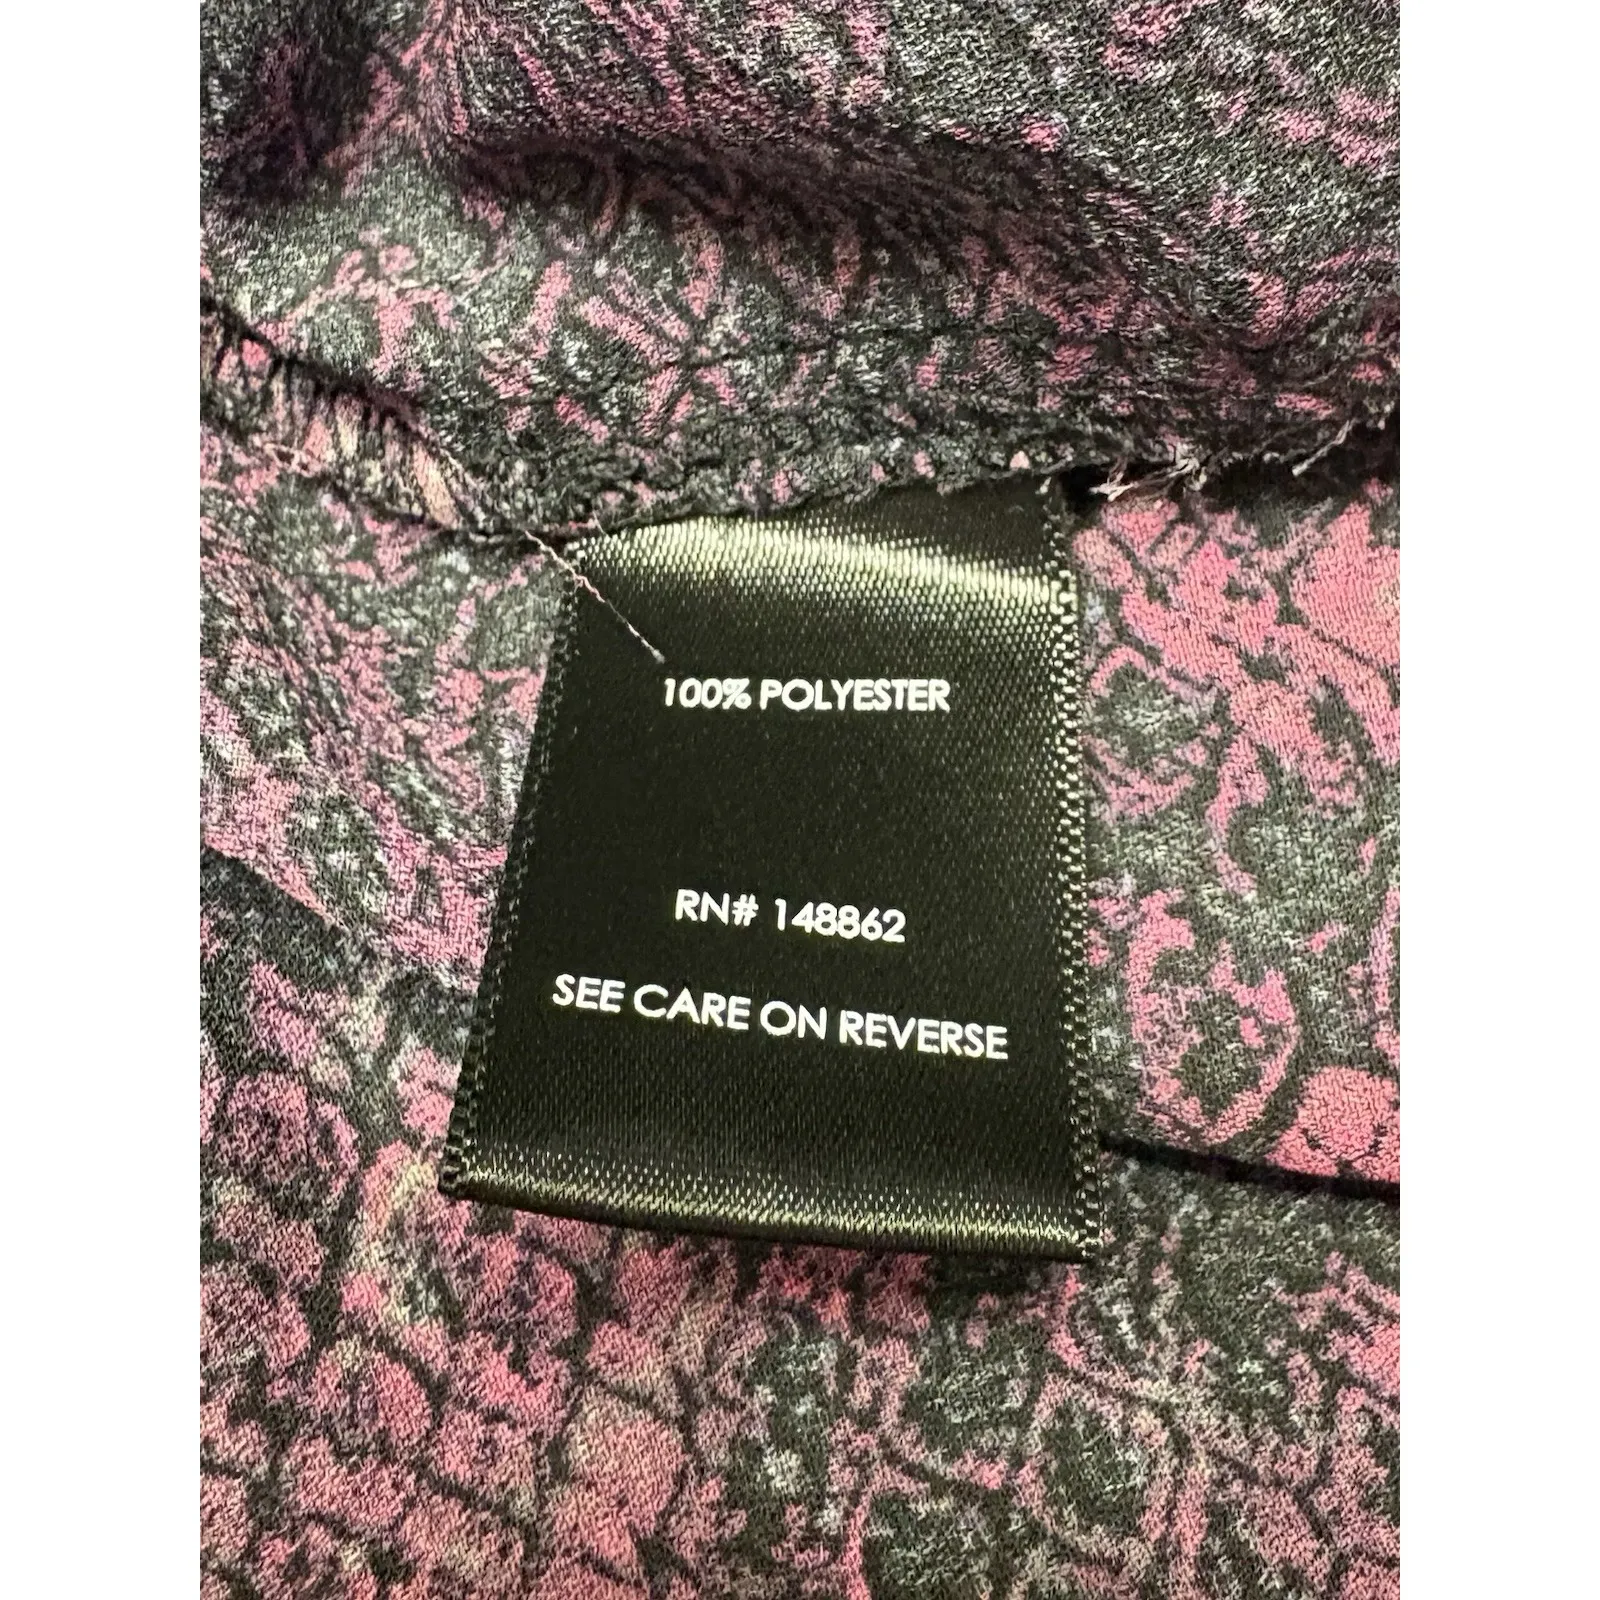 100% POLYESTER
RN# 148862
SEE CARE ON REVERSE